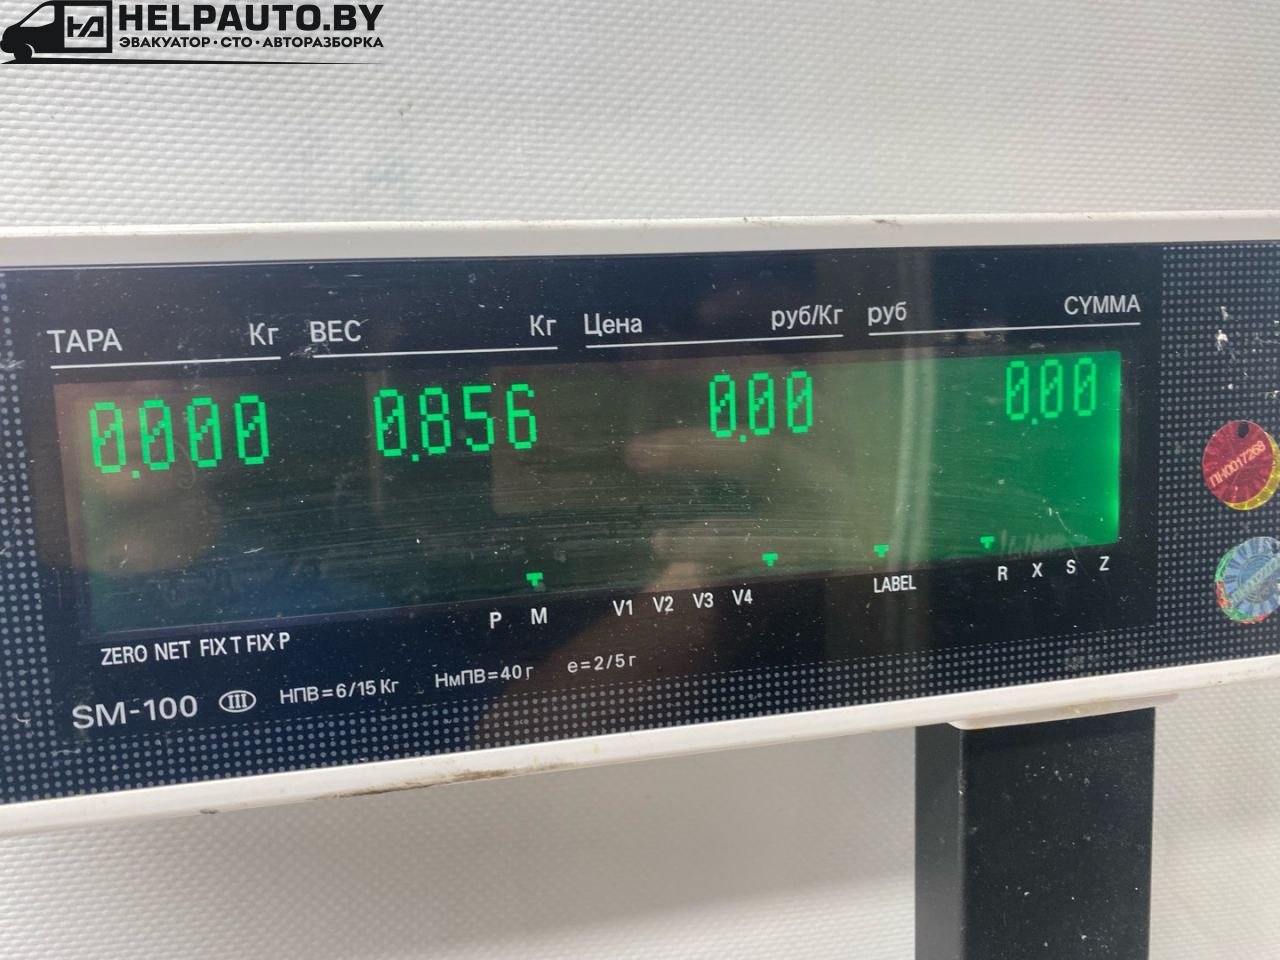 HELPAUTO.BY
ЭВАКУАТОР · СТО · АВТОРАЗБОРКА
ТАРА Кг ВЕС Кг Цена руб/Кг руб СУММА
0.000 0.856 0.00 0.00
ZERO NET FIX T FIX P P M V1 V2 V3 V4 LABEL R X S Z
SM-100 III НПВ=6/15 Кг НмПВ=40 г e=2/5 г
ПН0017268